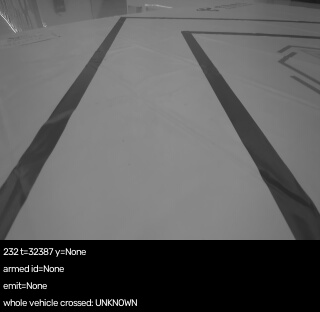 232 t=32387 y=None
armed id=None
emit=None
whole vehicle crossed: UNKNOWN